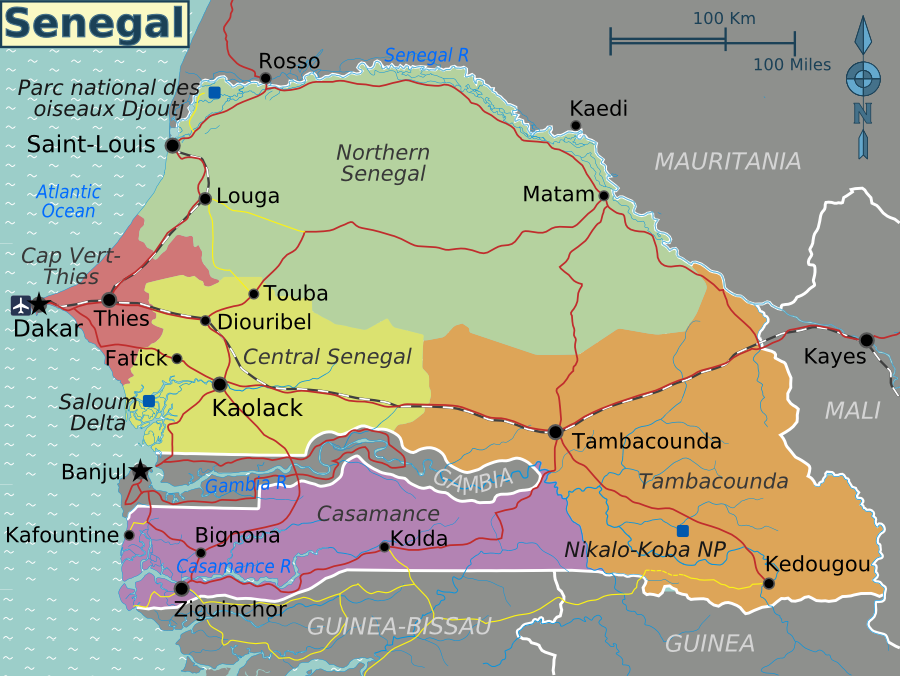 Senegal
100 Km
100 Miles
N
Rosso
Senegal R
Parc national des
oiseaux Djoutj
Kaedi
Saint-Louis
Northern
Senegal
MAURITANIA
Atlantic
Ocean
Louga
Matam
Cap Vert-
Thies
Touba
Dakar
Thies
Diouribel
Fatick
Central Senegal
Kayes
Saloum
Delta
Kaolack
MALI
Tambacounda
Banjul
Gambia R
GAMBIA
Tambacounda
Casamance
Kafountine
Bignona
Kolda
Nikalo-Koba NP
Casamance R
Kedougou
Ziguinchor
GUINEA-BISSAU
GUINEA